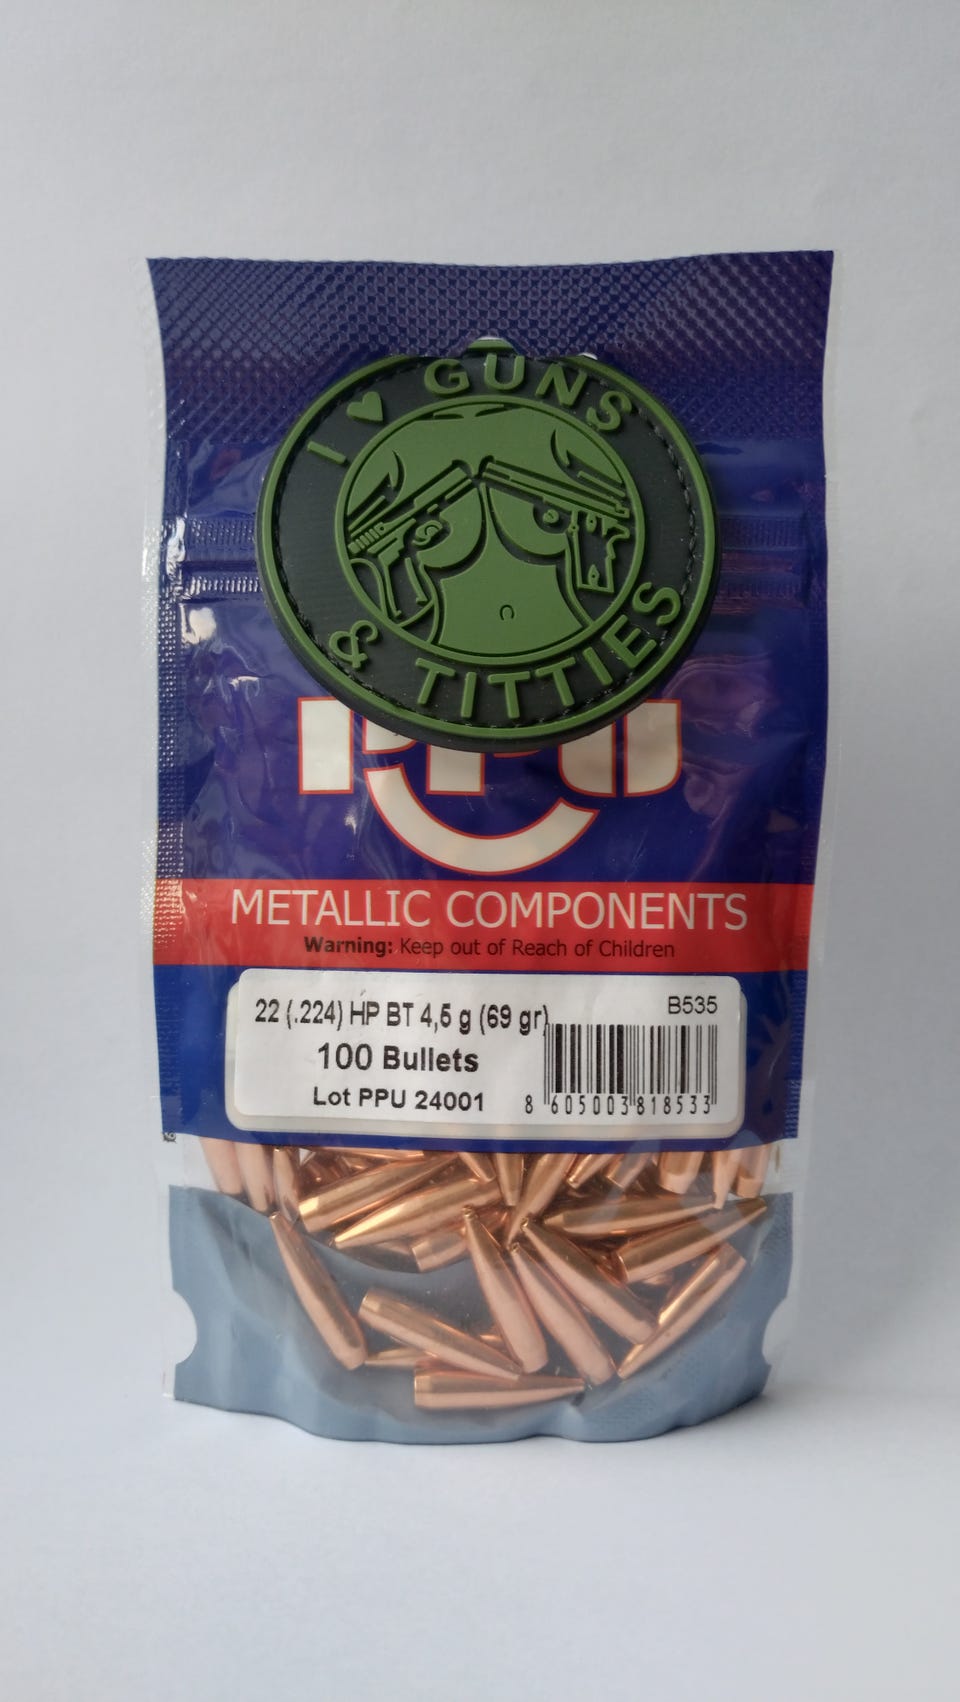 I ♥ GUNS
& TITTIES
PPU
METALLIC COMPONENTS
Warning: Keep out of Reach of Children
22 (.224) HP BT 4,5 g (69 gr)
B535
100 Bullets
Lot PPU 24001
8 605003 818533